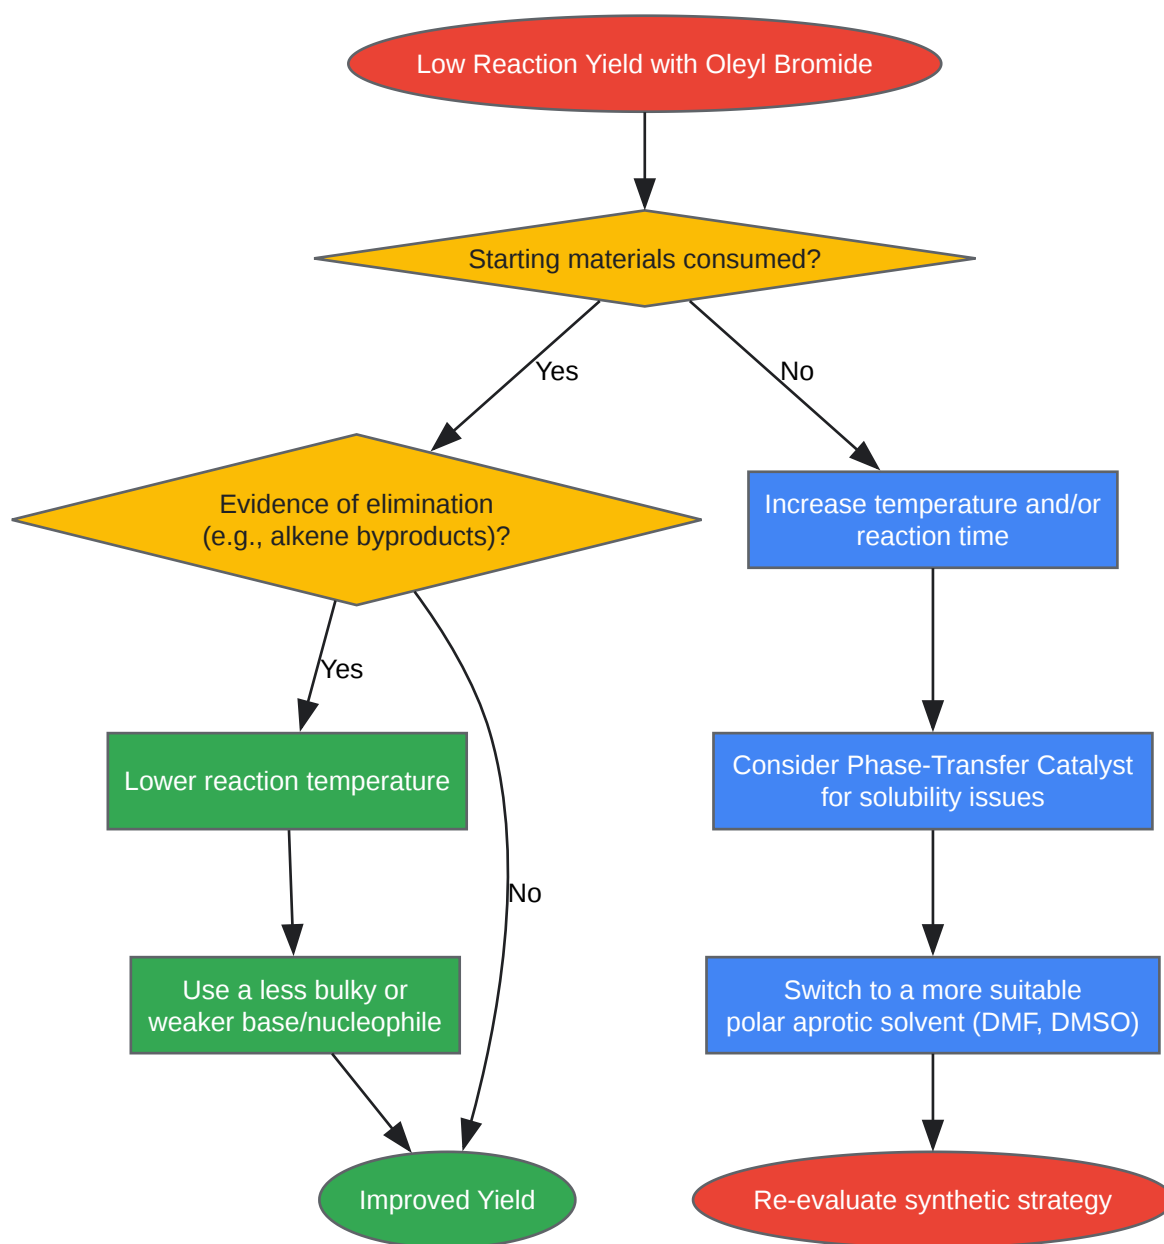 Low Reaction Yield with Oleyl Bromide
Starting materials consumed?
Yes
No
Evidence of elimination
(e.g., alkene byproducts)?
Increase temperature and/or
reaction time
Yes
Lower reaction temperature
Consider Phase-Transfer Catalyst
for solubility issues
No
Use a less bulky or
weaker base/nucleophile
Switch to a more suitable
polar aprotic solvent (DMF, DMSO)
Improved Yield
Re-evaluate synthetic strategy